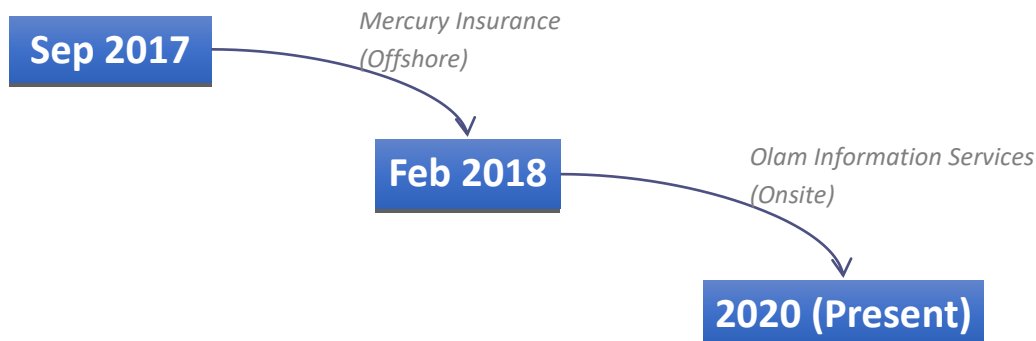 Mercury Insurance
(Offshore)
Sep 2017
Feb 2018
Olam Information Services
(Onsite)
2020 (Present)